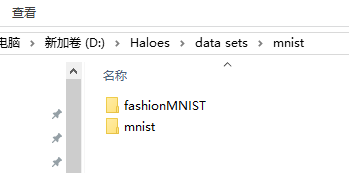 查看
电脑 > 新加卷 (D:) > Haloes > data sets > mnist
名称
fashionMNIST
mnist